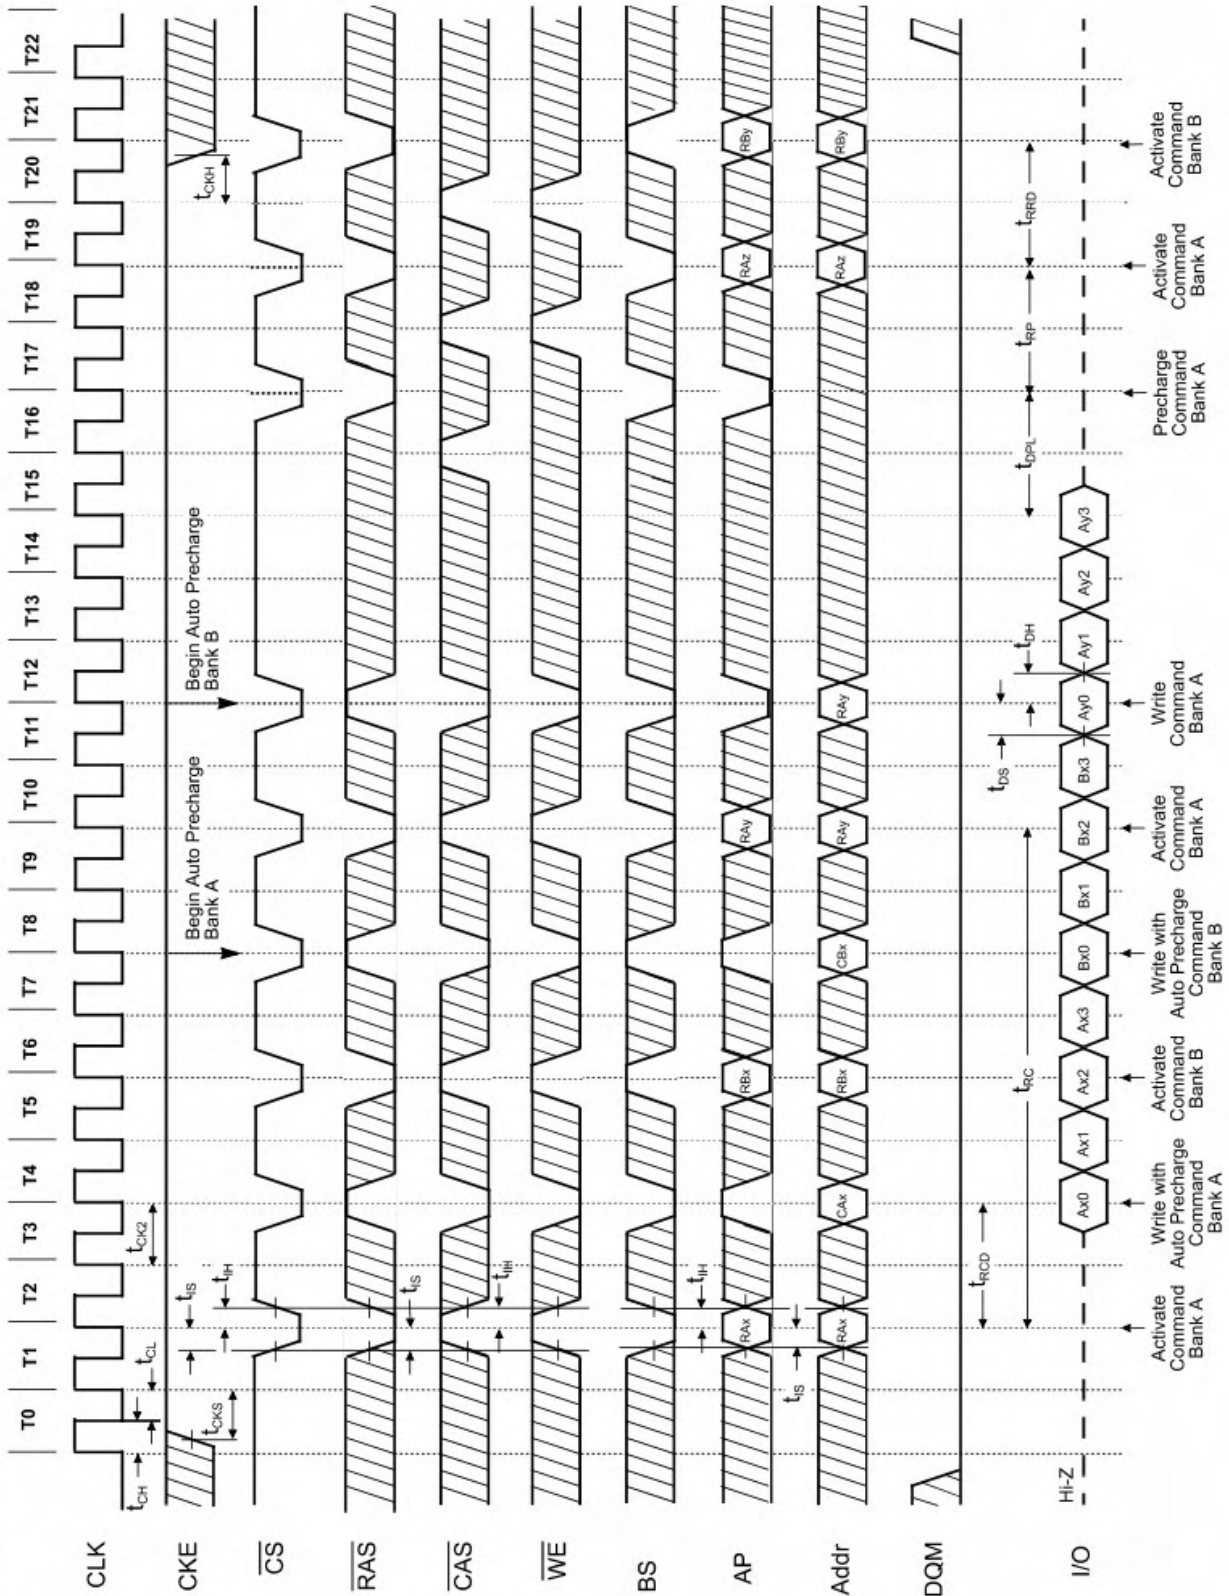 T0 T1 T2 T3 T4 T5 T6 T7 T8 T9 T10 T11 T12 T13 T14 T15 T16 T17 T18 T19 T20 T21 T22
CLK
tCH
tCL
tCK2
CKE
tCKS
tIS
Begin Auto Precharge
Bank A
Begin Auto Precharge
Bank B
tCKH
CS
tIH
RAS
tIS
CAS
tIH
WE
BS
AP
tIH
RAx RBx RAy RAz RBy
tIS
Addr
RAx CAx RBx CBx RAy RAy RAz RBy
DQM
tRCD
tDS
tRC
tDH
tDPL
tRP
tRRD
I/O
Hi-Z
Ax0 Ax1 Ax2 Ax3 Bx0 Bx1 Bx2 Bx3 Ay0 Ay1 Ay2 Ay3
Activate
Command
Bank A
Write with
Auto Precharge
Command
Bank A
Activate
Command
Bank B
Write with
Auto Precharge
Command
Bank B
Activate
Command
Bank A
Write
Command
Bank A
Precharge
Command
Bank A
Activate
Command
Bank A
Activate
Command
Bank B